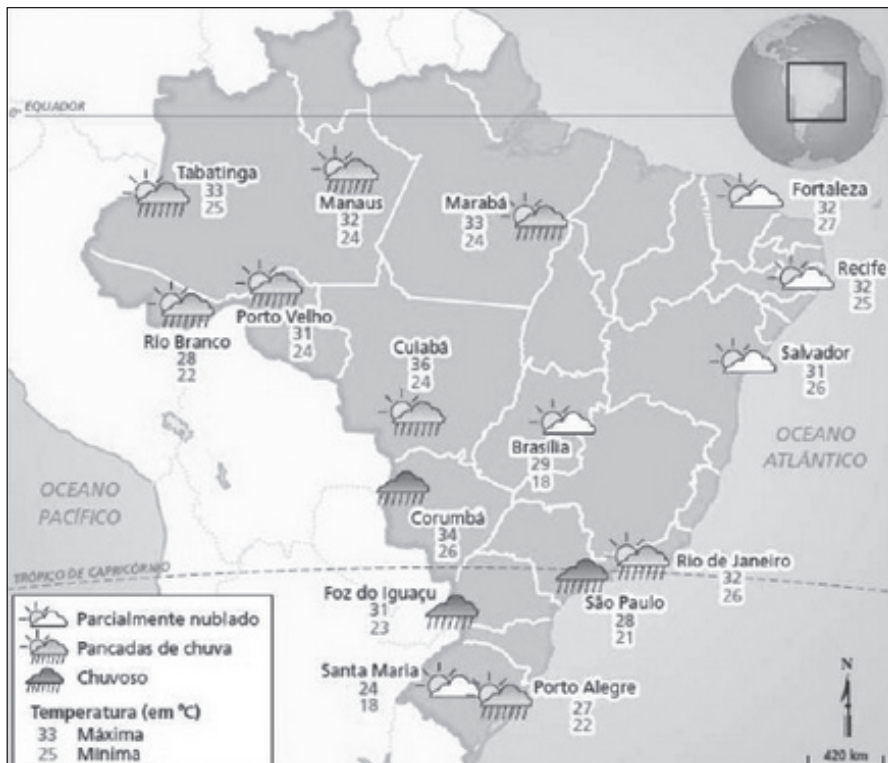 0° EQUADOR
Tabatinga
33
25
Manaus
32
24
Marabá
33
24
Fortaleza
32
27
Recife
32
25
Porto Velho
31
24
Rio Branco
28
22
Cuiabá
36
24
Salvador
31
26
Brasília
29
18
OCEANO
ATLÂNTICO
OCEANO
PACÍFICO
Corumbá
34
26
TRÓPICO DE CAPRICÓRNIO
Rio de Janeiro
32
26
Foz do Iguaçu
31
23
São Paulo
28
21
Santa Maria
24
18
Porto Alegre
27
22
Parcialmente nublado
Pancadas de chuva
Chuvoso
Temperatura (em °C)
33 Máxima
25 Mínima
N
420 km